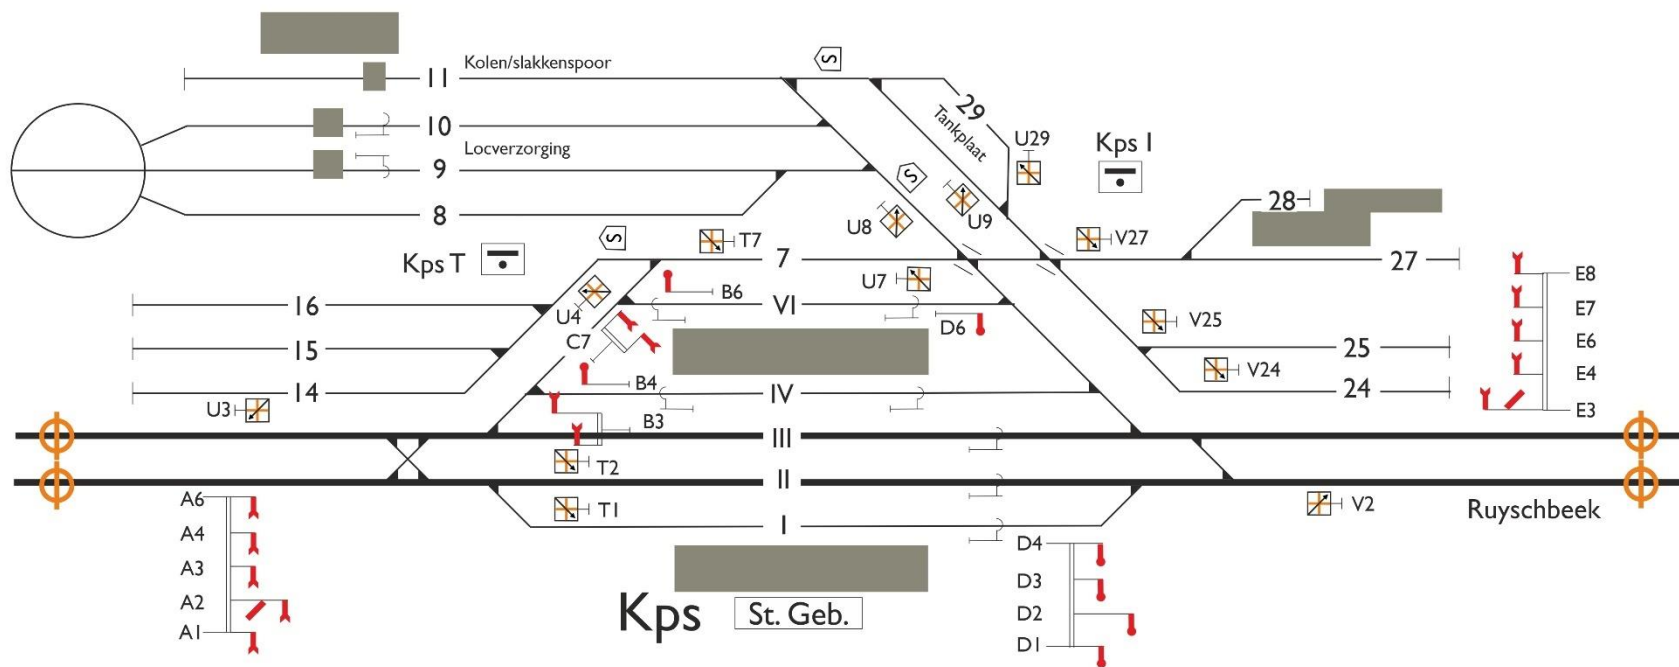 11 Kolen/slakkenspoor
S
10
29
Tankplaat
U29
Kps I
Locverzorging
9
S
U9
28
8
U8
S
T7
V27
Kps T
7
27
U7
E8
B6
16
U4
VI
D6
V25
E7
C7
E6
15
25
B4
V24
E4
14
IV
24
U3
B3
E3
III
T2
II
A6
T1
V2
Ruyschbeek
A4
I
D4
A3
D3
A2
Kps
St. Geb.
D2
A1
D1